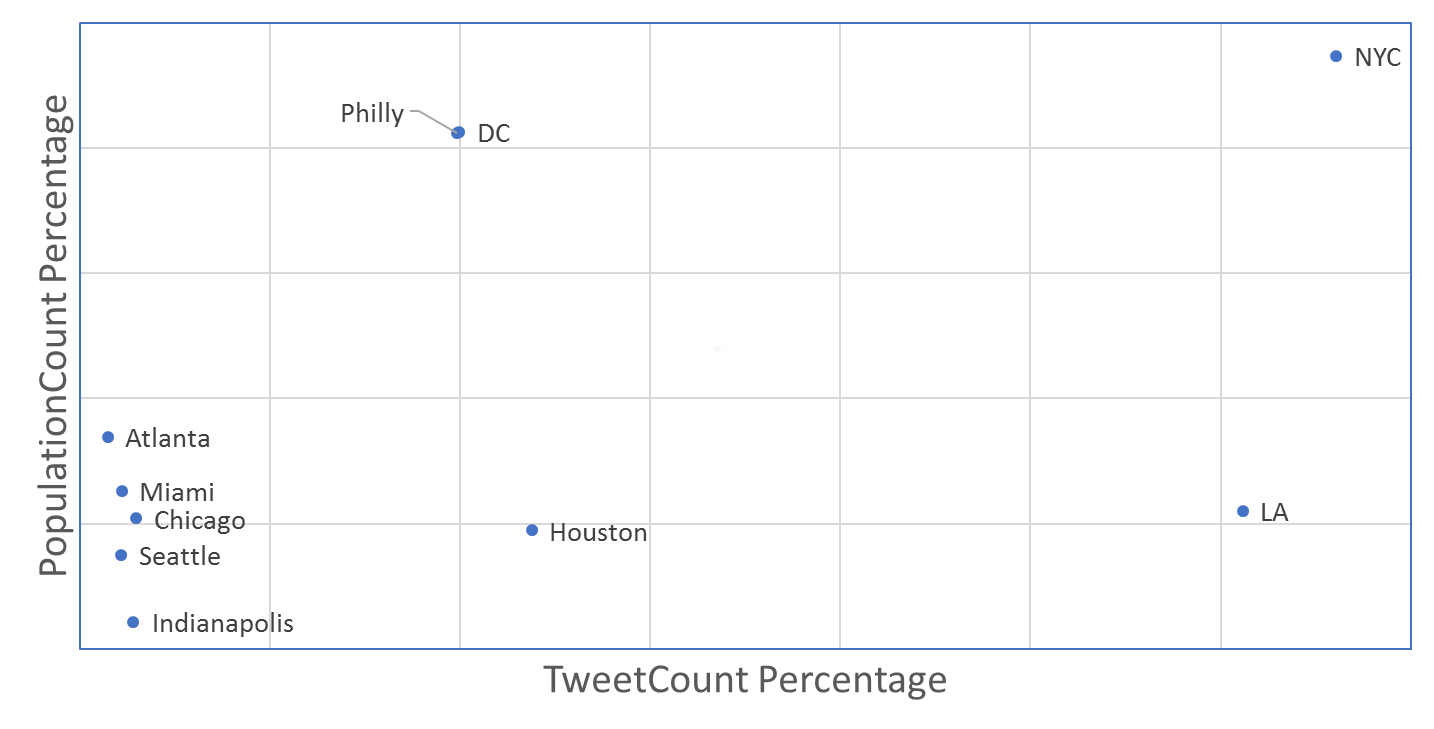 NYC
Philly
DC
PopulationCount Percentage
Atlanta
Miami
Chicago
LA
Houston
Seattle
Indianapolis
TweetCount Percentage